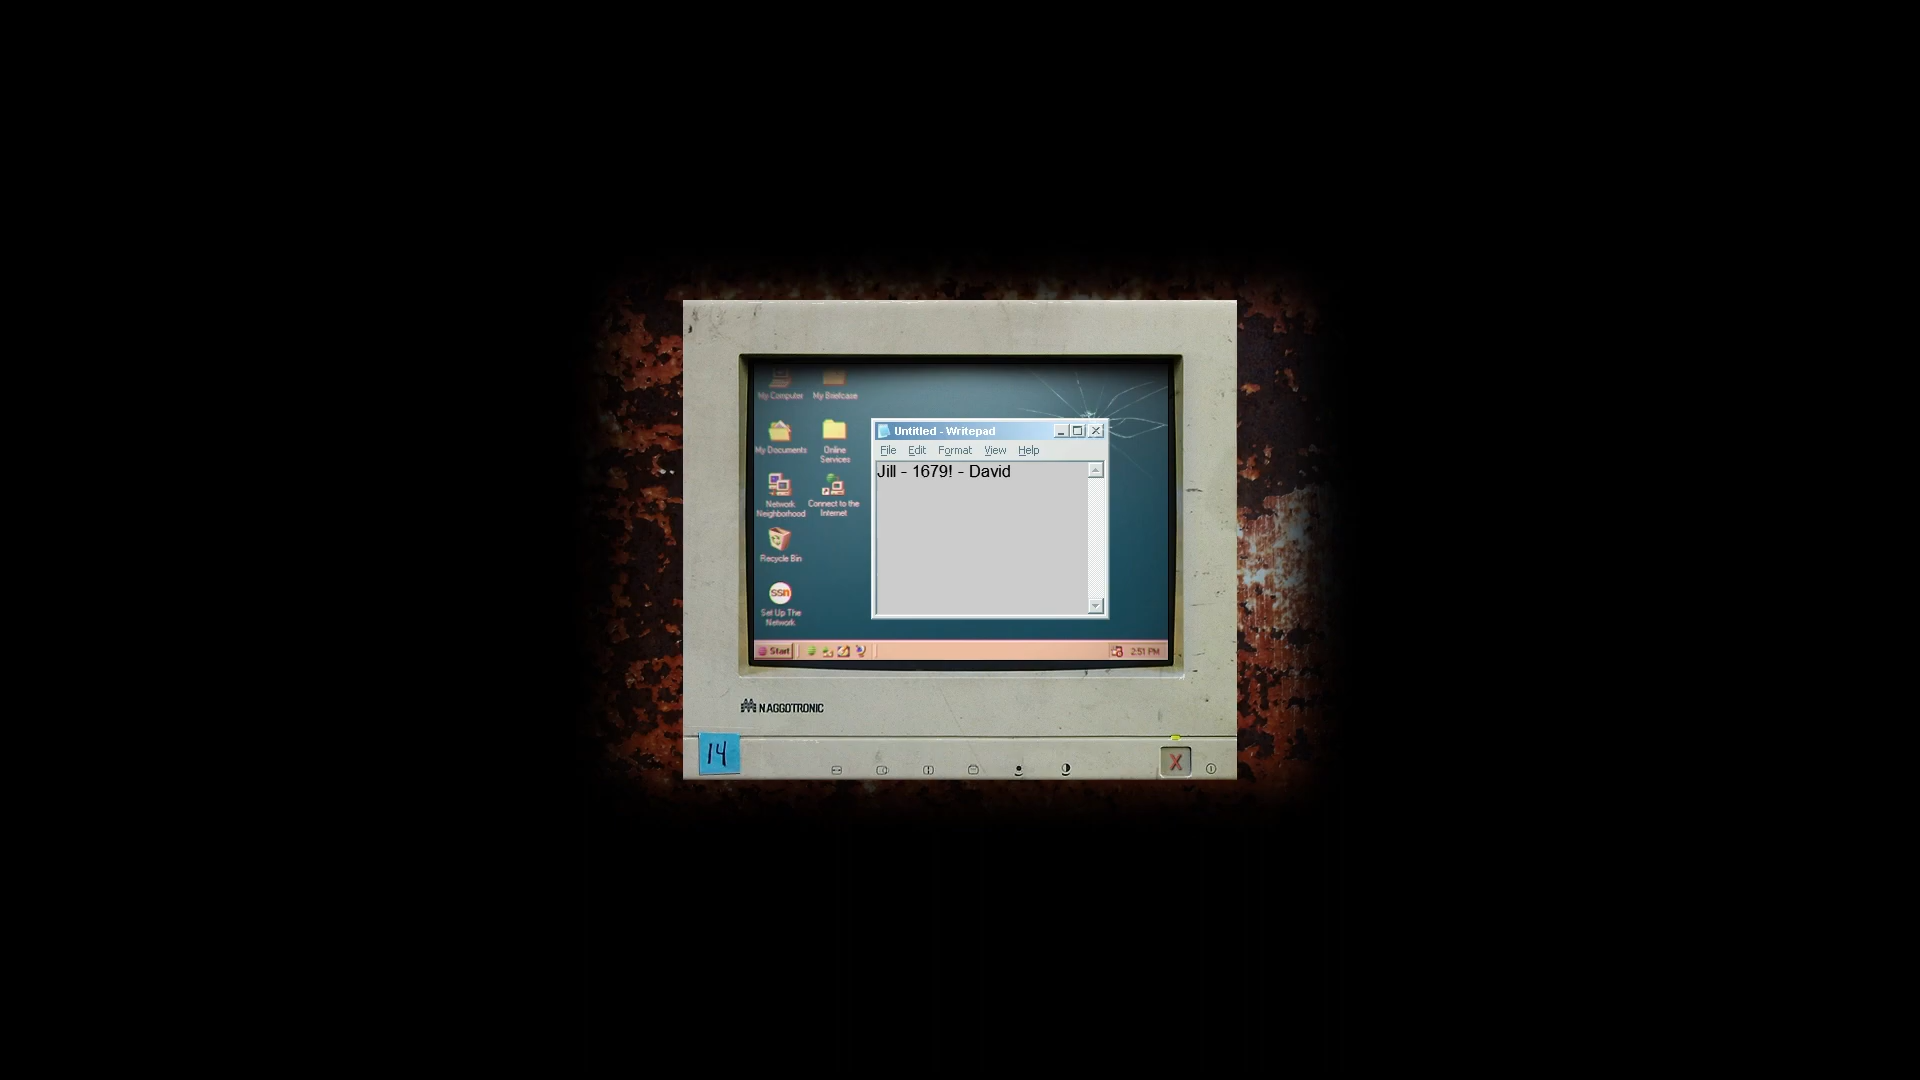 My Computer
My Briefcase
My Documents
Online
Services
Network
Neighborhood
Connect to the
Internet
Recycle Bin
ssn
Set Up The
Network
Untitled - Writepad
File Edit Format View Help
Jill - 1679! - David
Start
2:51 PM
NAGGOTRONIC
14
X